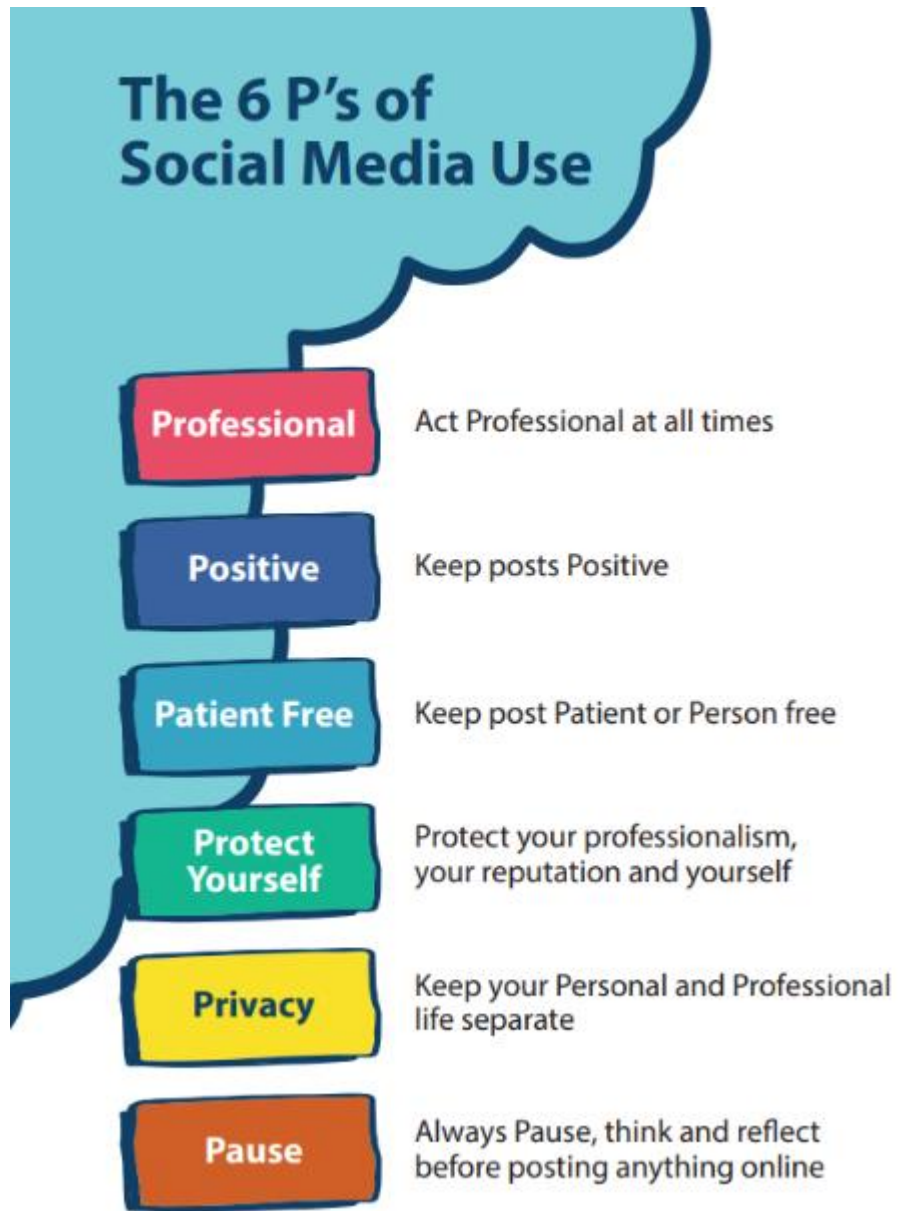 The 6 P's of
Social Media Use
Professional
Act Professional at all times
Positive
Keep posts Positive
Patient Free
Keep post Patient or Person free
Protect
Yourself
Protect your professionalism,
your reputation and yourself
Privacy
Keep your Personal and Professional
life separate
Pause
Always Pause, think and reflect
before posting anything online